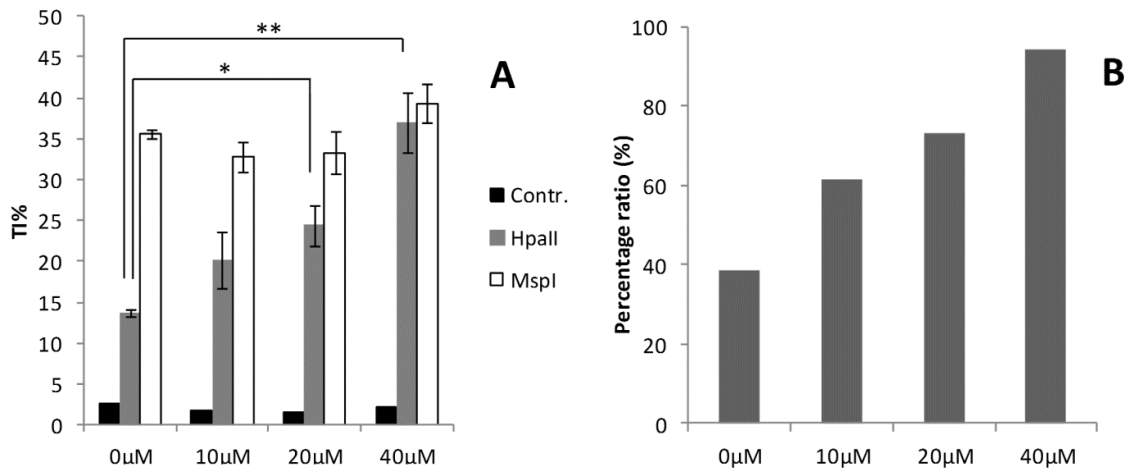 TI%
50
45
40
35
30
25
20
15
10
5
0
**
*
0µM
10µM
20µM
40µM
A
Contr.
HpaII
MspI
Percentage ratio (%)
100
80
60
40
20
0
0µM
10µM
20µM
40µM
B